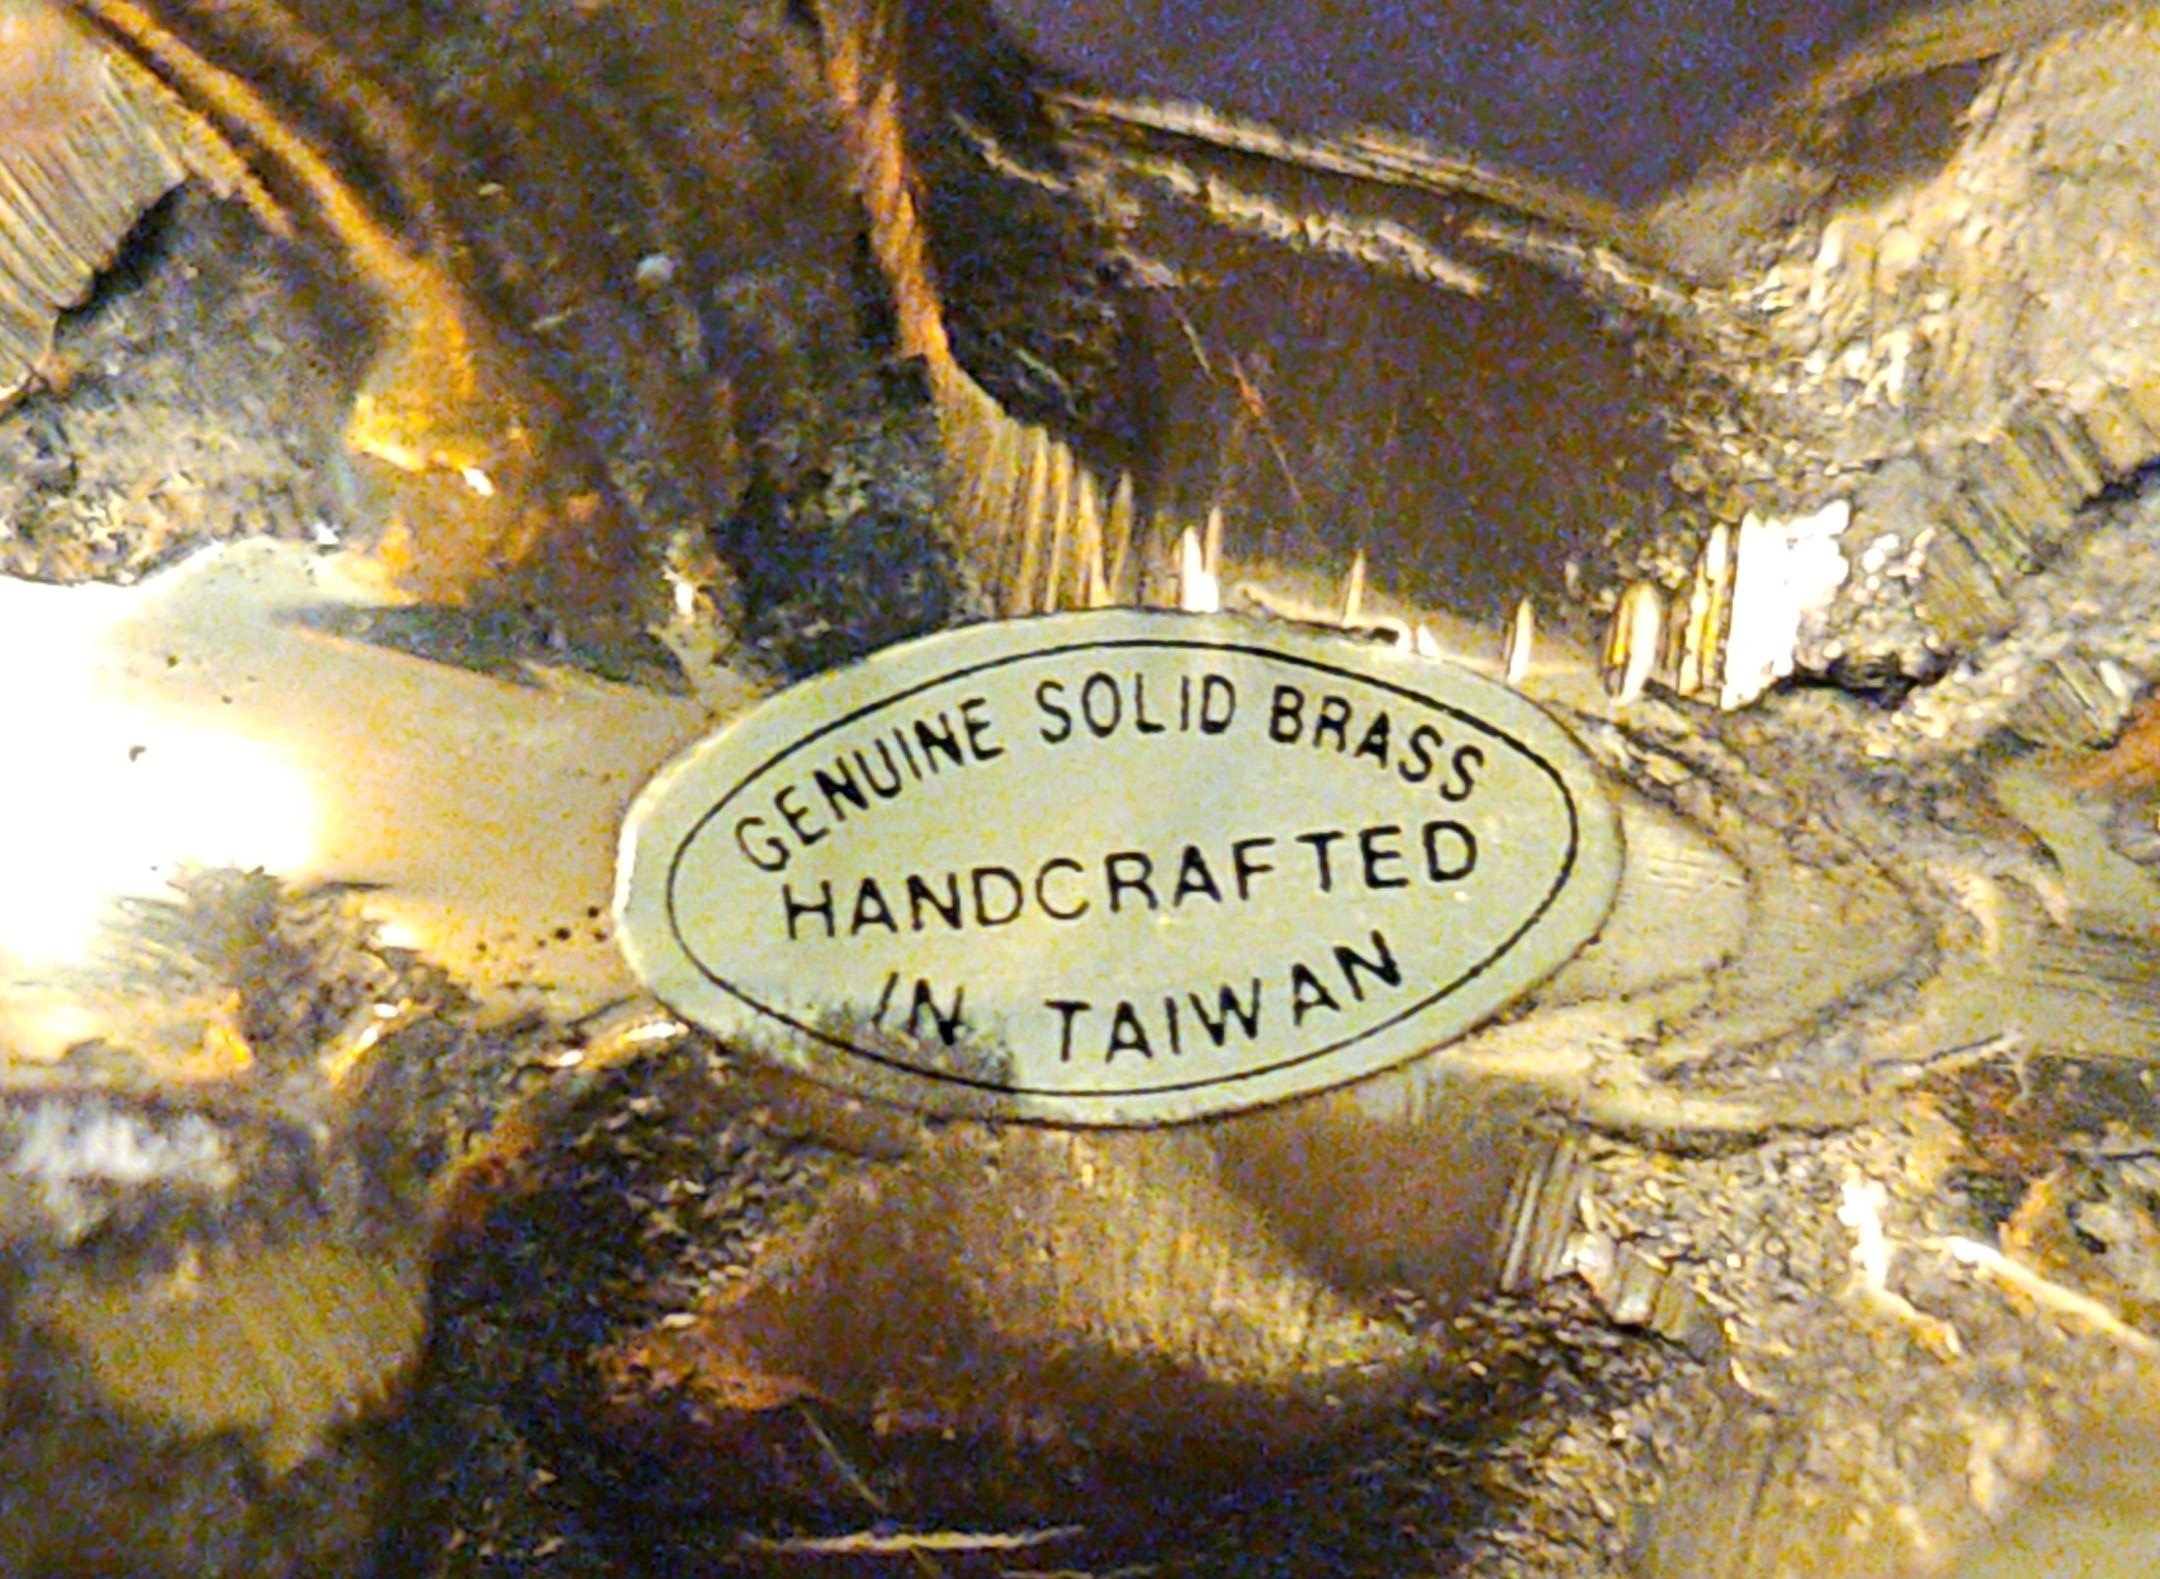 GENUINE SOLID BRASS
HANDCRAFTED
IN TAIWAN